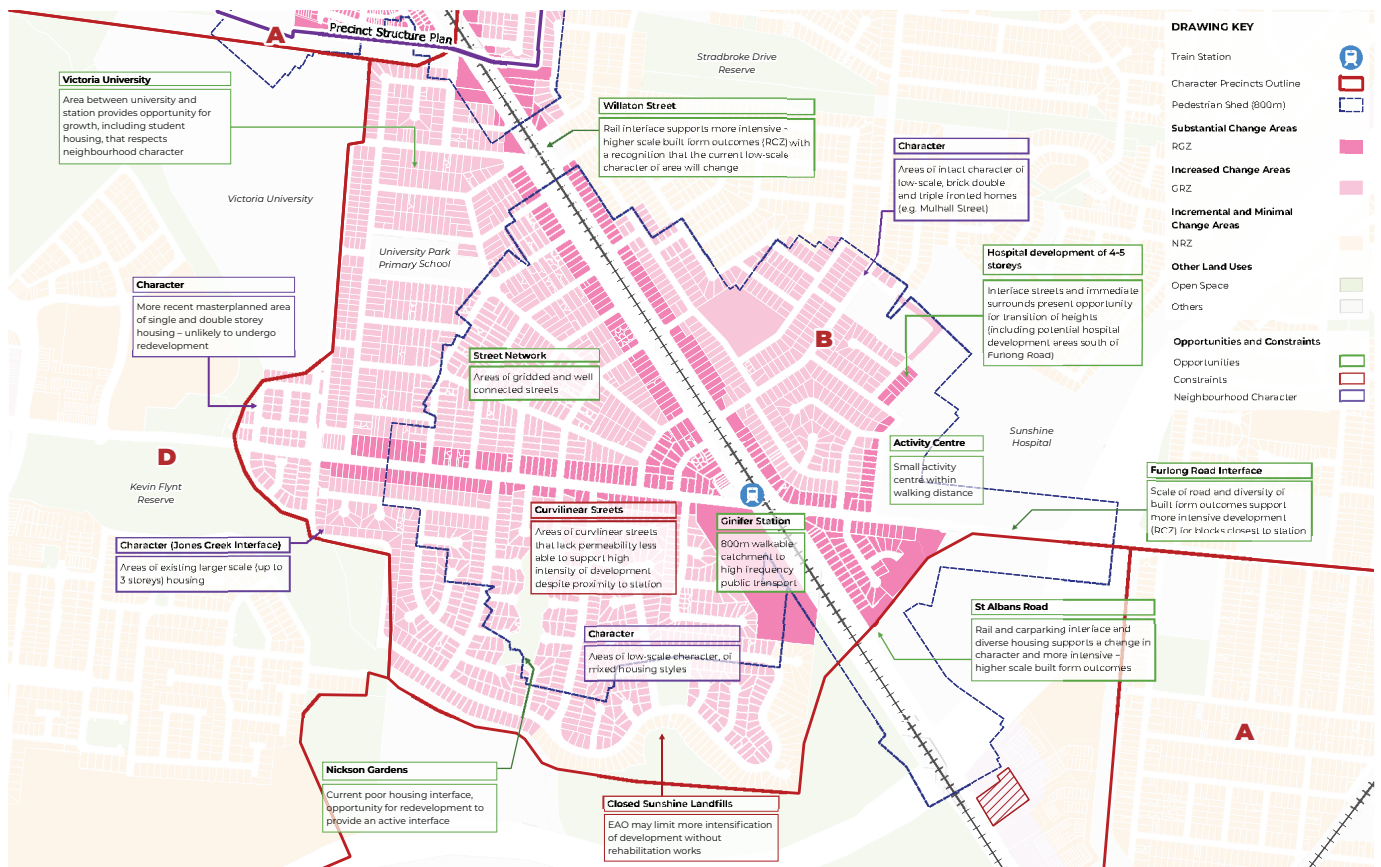 A
Precinct Structure Plan
Victoria University
Area between university and
station provides opportunity for
growth, including student
housing, that respects
neighbourhood character
Stradbroke Drive
Reserve
Willaton Street
Rail interface supports more intensive –
higher scale built form outcomes (RCZ) with
a recognition that the current low-scale
character of area will change
Character
Areas of intact character of
low-scale, brick double
and triple fronted homes
(e.g. Mulhall Street)
Victoria University
University Park
Primary School
Hospital development of 4-5
storeys
Interface streets and immediate
surrounds present opportunity
for transition of heights
(including potential hospital
development areas south of
Furlong Road)
Character
More recent masterplanned area
of single and double storey
housing – unlikely to undergo
redevelopment
B
Street Network
Areas of gridded and well
connected streets
D
Kevin Flynt
Reserve
Sunshine
Hospital
Activity Centre
Small activity
centre within
walking distance
Furlong Road Interface
Scale of road and diversity of
built form outcomes support
more intensive development
(RCZ) for blocks closest to station
Curvilinear Streets
Areas of curvlinear streets
that lack permeability less
able to support high
intensity of development
despite proximity to station
Ginifer Station
800m walkable
catchment to
high frequency
public transport
Character (Jones Creek Interface)
Areas of existing larger scale (up to
3 storeys) housing
St Albans Road
Rail and carparking interface and
diverse housing supports a change in
character and more intensive –
higher scale built form outcomes
Character
Areas of low-scale character, of
mixed housing styles
A
Nickson Gardens
Current poor housing interface,
opportunity for redevelopment to
provide an active interface
Closed Sunshine Landfills
EAO may limit more intensification
of development without
rehabilitation works
DRAWING KEY
Train Station
Character Precincts Outline
Pedestrian Shed (800m)
Substantial Change Areas
RGZ
Increased Change Areas
GRZ
Incremental and Minimal
Change Areas
NRZ
Other Land Uses
Open Space
Others
Opportunities and Constraints
Opportunities
Constraints
Neighbourhood Character